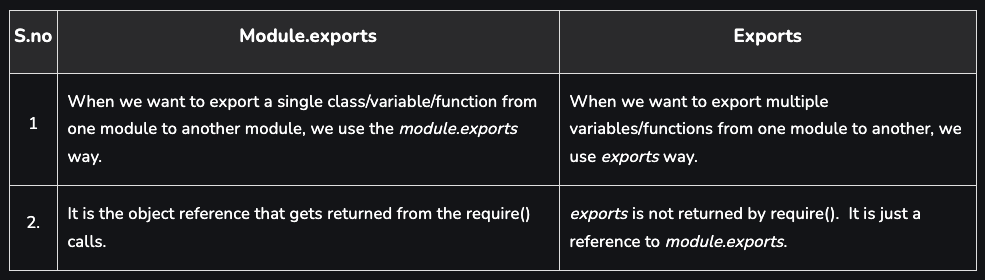 S.no
Module.exports
Exports
1
When we want to export a single class/variable/function from
one module to another module, we use the module.exports
way.
When we want to export multiple
variables/functions from one module to another, we
use exports way.
2.
It is the object reference that gets returned from the require()
calls.
exports is not returned by require().  It is just a
reference to module.exports.